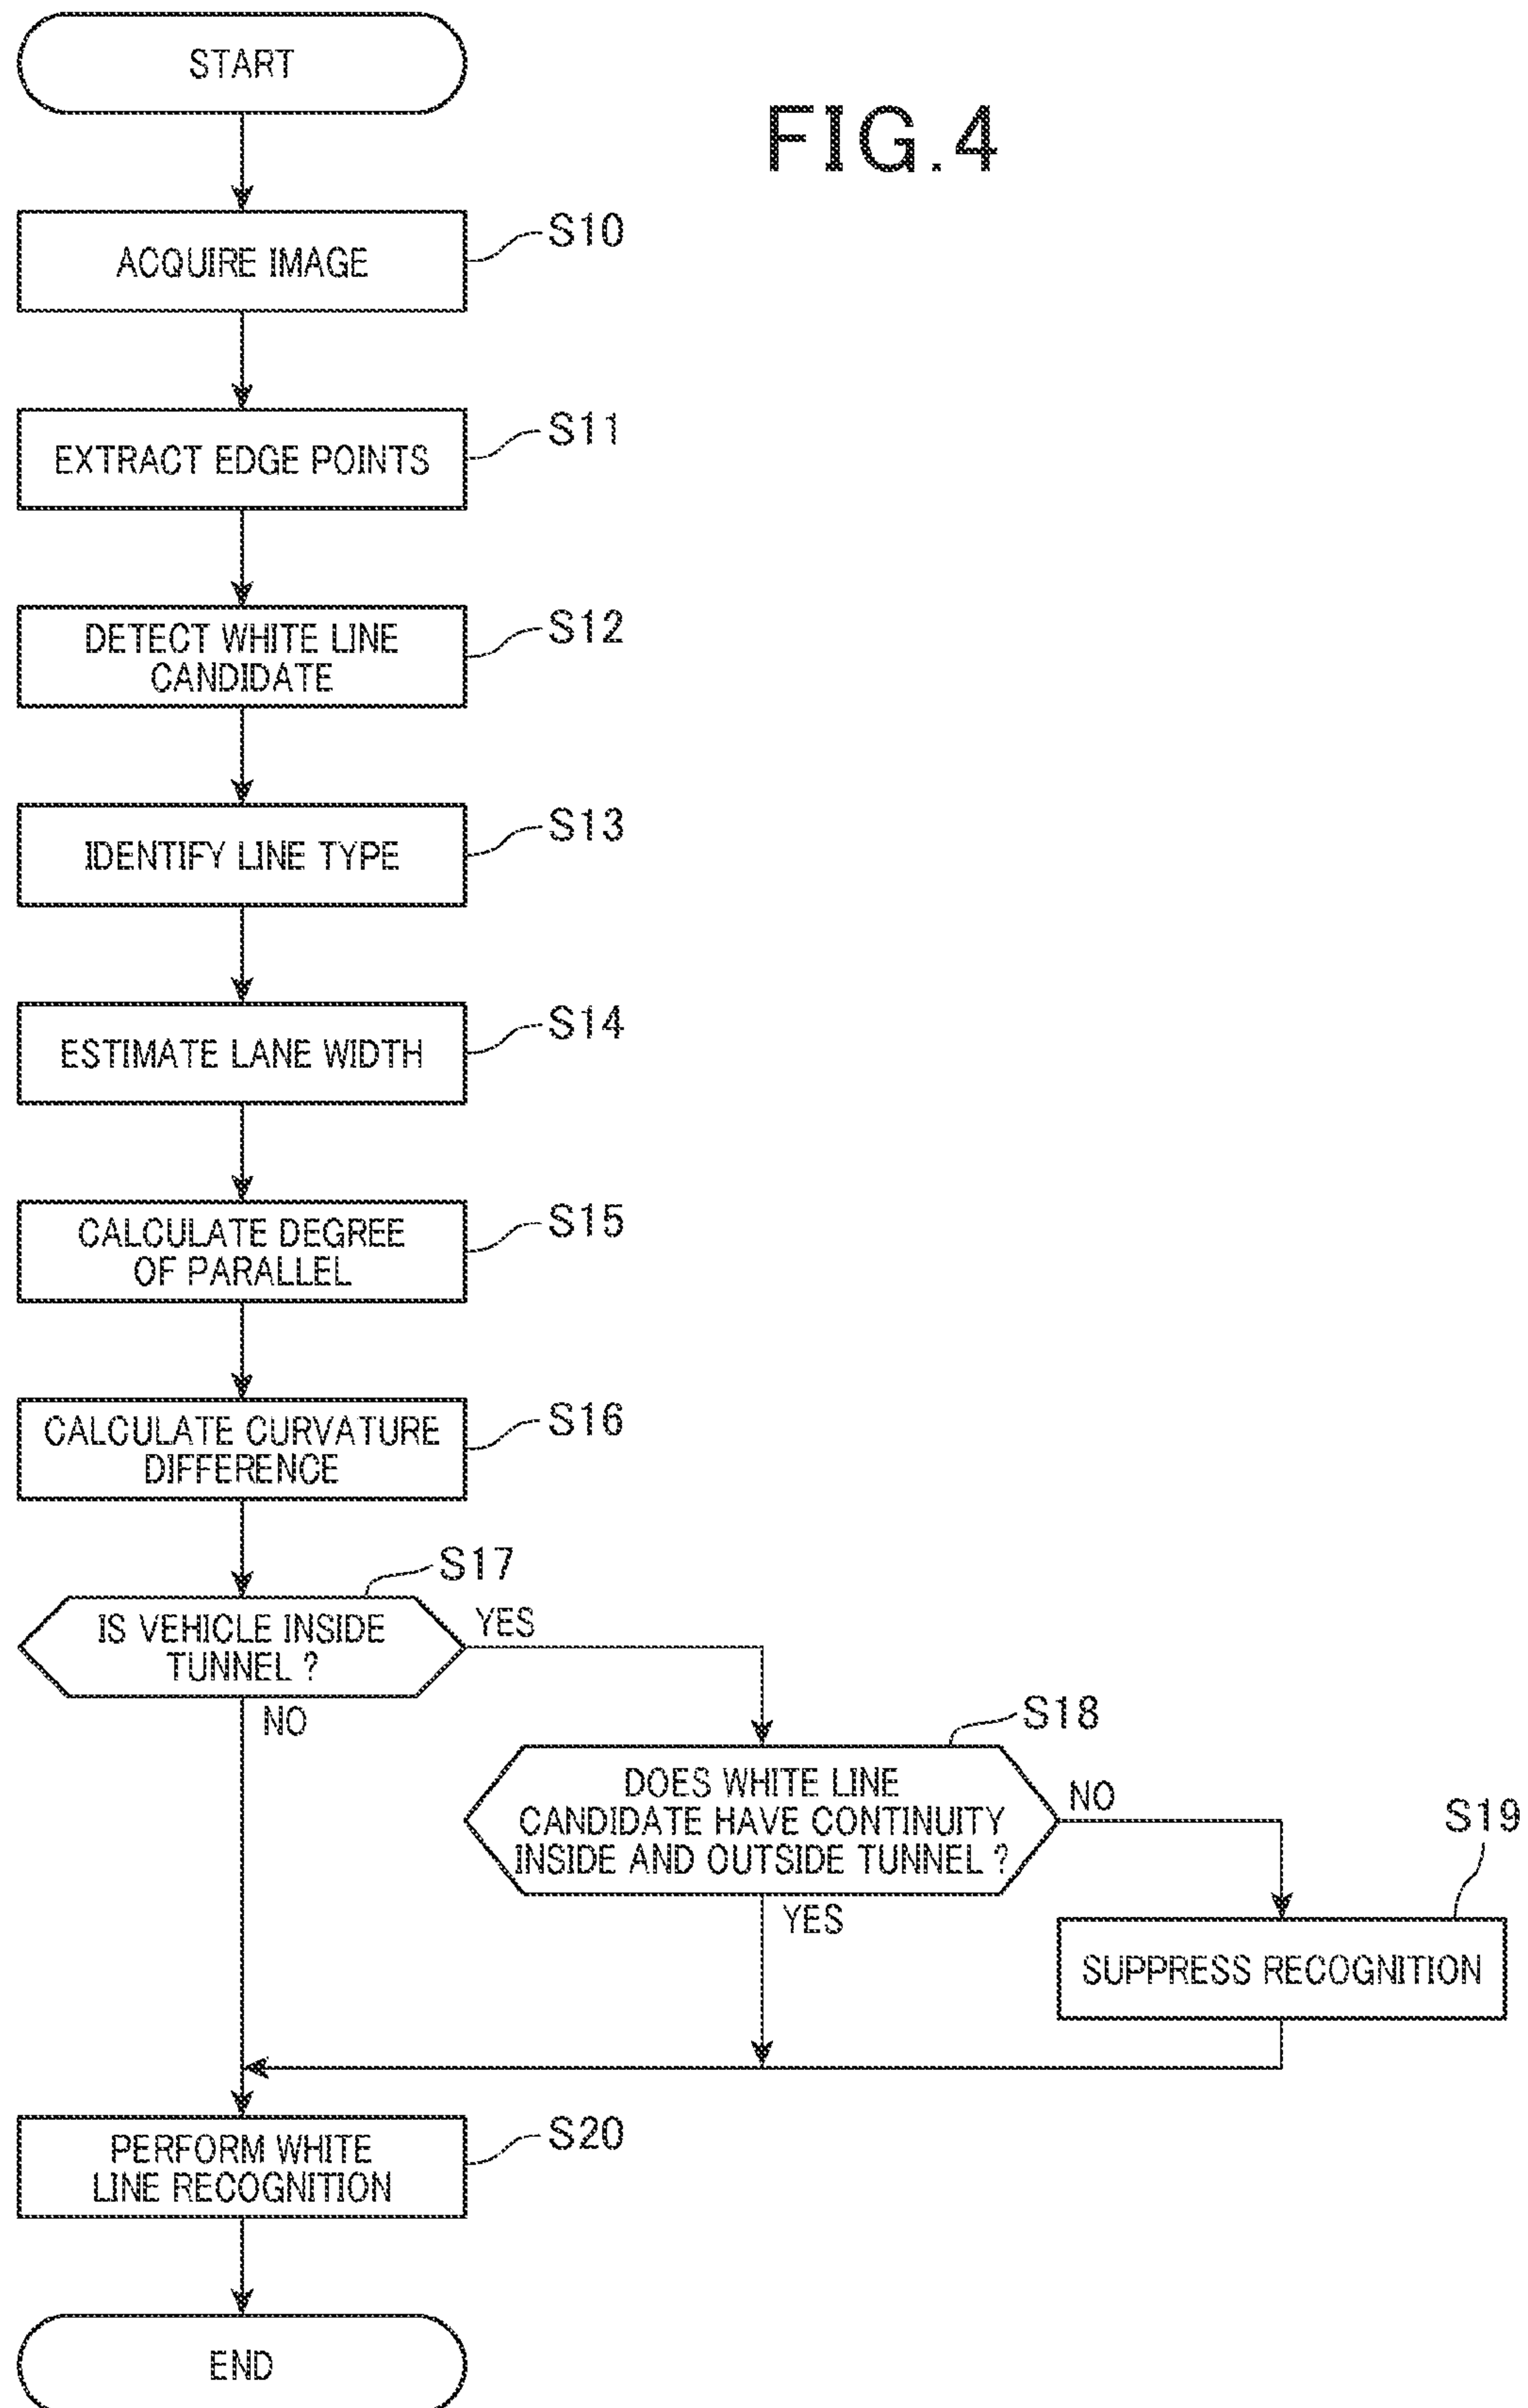 START
FIG.4
ACQUIRE IMAGE
S10
EXTRACT EDGE POINTS
S11
DETECT WHITE LINE
CANDIDATE
S12
IDENTIFY LINE TYPE
S13
ESTIMATE LANE WIDTH
S14
CALCULATE DEGREE
OF PARALLEL
S15
CALCULATE CURVATURE
DIFFERENCE
S16
IS VEHICLE INSIDE
TUNNEL ?
S17
YES
NO
DOES WHITE LINE
CANDIDATE HAVE CONTINUITY
INSIDE AND OUTSIDE TUNNEL ?
S18
NO
YES
S19
SUPPRESS RECOGNITION
PERFORM WHITE
LINE RECOGNITION
S20
END